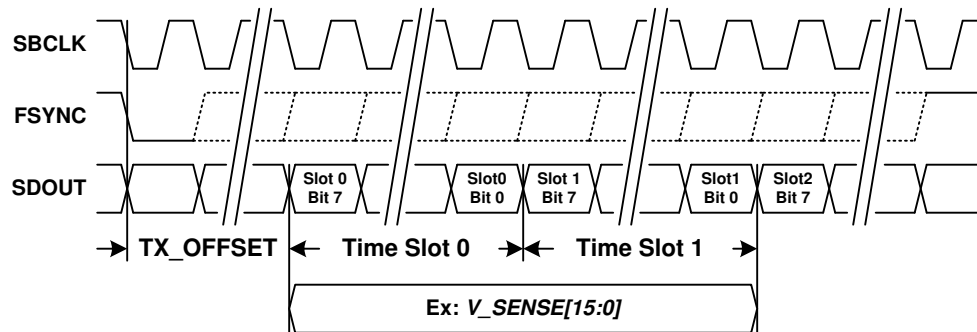 SBCLK
FSYNC
SDOUT
Slot 0
Bit 7
Slot0
Bit 0
Slot 1
Bit 7
Slot1
Bit 0
Slot2
Bit 7
TX_OFFSET
Time Slot 0
Time Slot 1
Ex: V_SENSE[15:0]